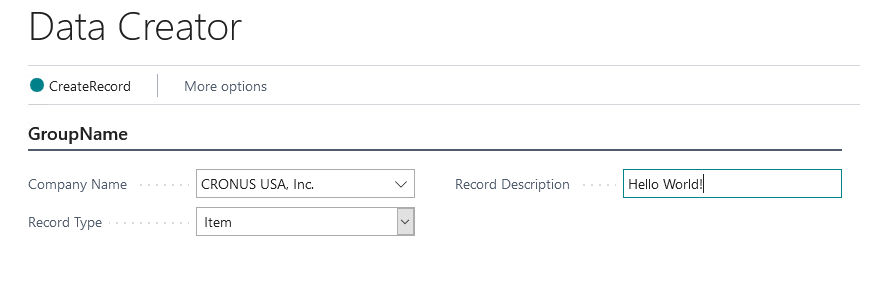 Data Creator
CreateRecord More options
GroupName
Company Name CRONUS USA, Inc. Record Description Hello World!
Record Type Item